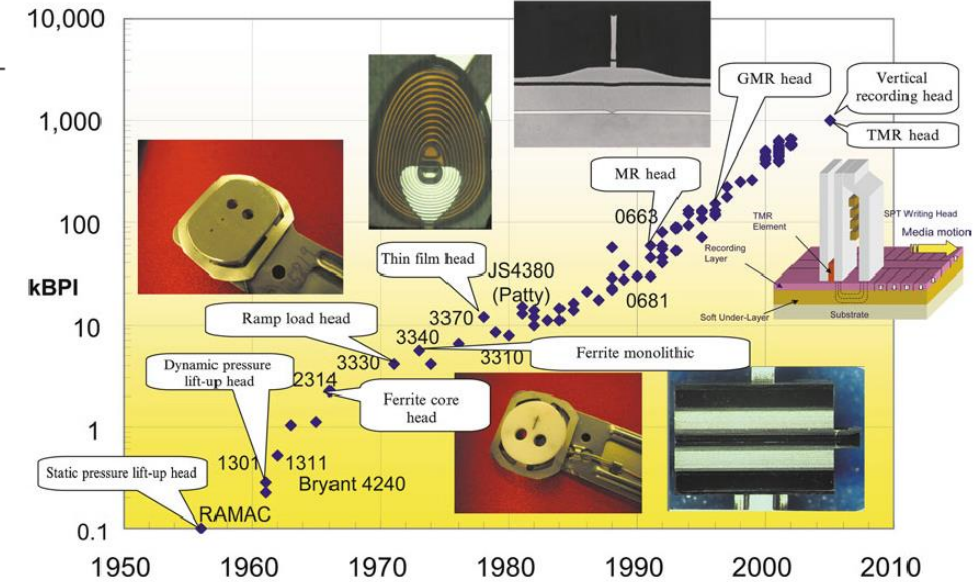 10,000
1,000
100
kBPI
10
1
0.1
1950
1960
1970
1980
1990
2000
2010
GMR head
Vertical
recording head
TMR head
MR head
0663
TMR
Element
SPT Writing Head
Media motion
Recording
Layer
Soft Under-Layer
Substrate
Thin film head
JS4380
(Patty)
0681
Ramp load head
3370
3340
3310
3330
Ferrite monolithic
Dynamic pressure
lift-up head
2314
Ferrite core
head
1301
1311
Bryant 4240
Static pressure lift-up head
RAMAC